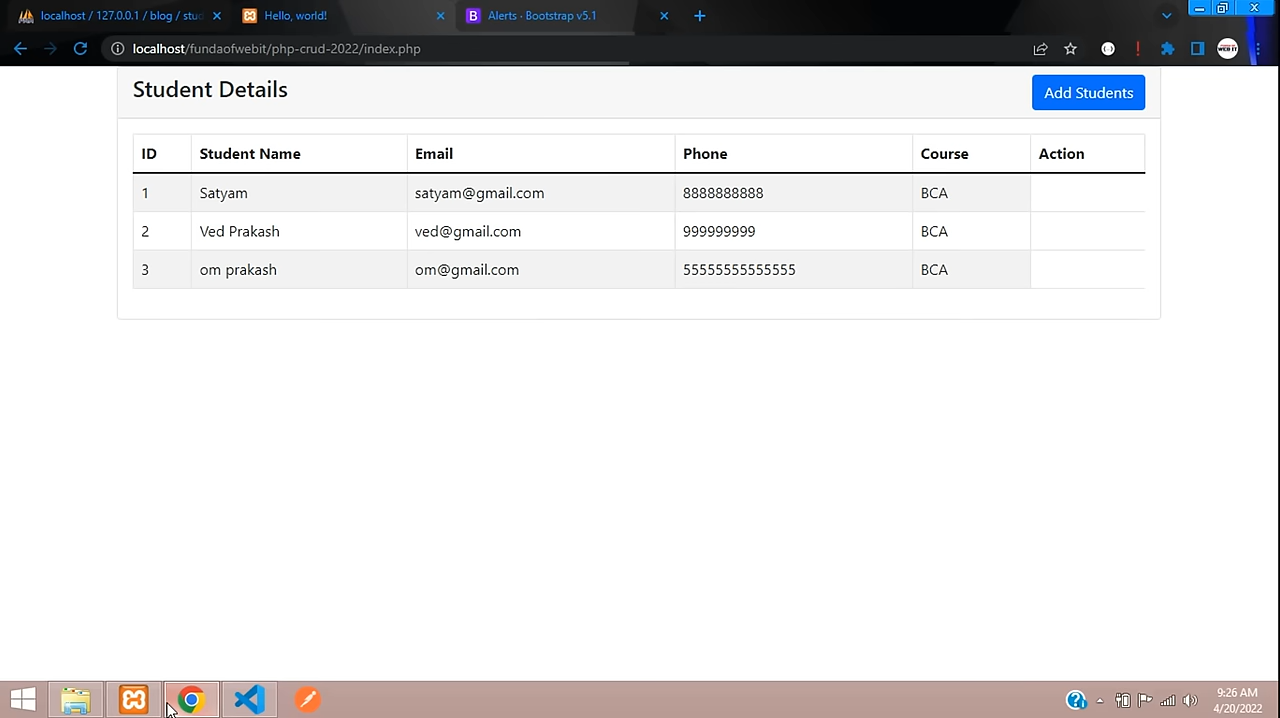 localhost / 127.0.0.1 / blog / stud
Hello, world!
B
Alerts · Bootstrap v5.1
localhost/fundaofwebit/php-crud-2022/index.php
WEB IT
Student Details
Add Students
ID Student Name Email Phone Course Action
1 Satyam satyam@gmail.com 8888888888 BCA
2 Ved Prakash ved@gmail.com 999999999 BCA
3 om prakash om@gmail.com 55555555555555 BCA
9:26 AM
4/20/2022